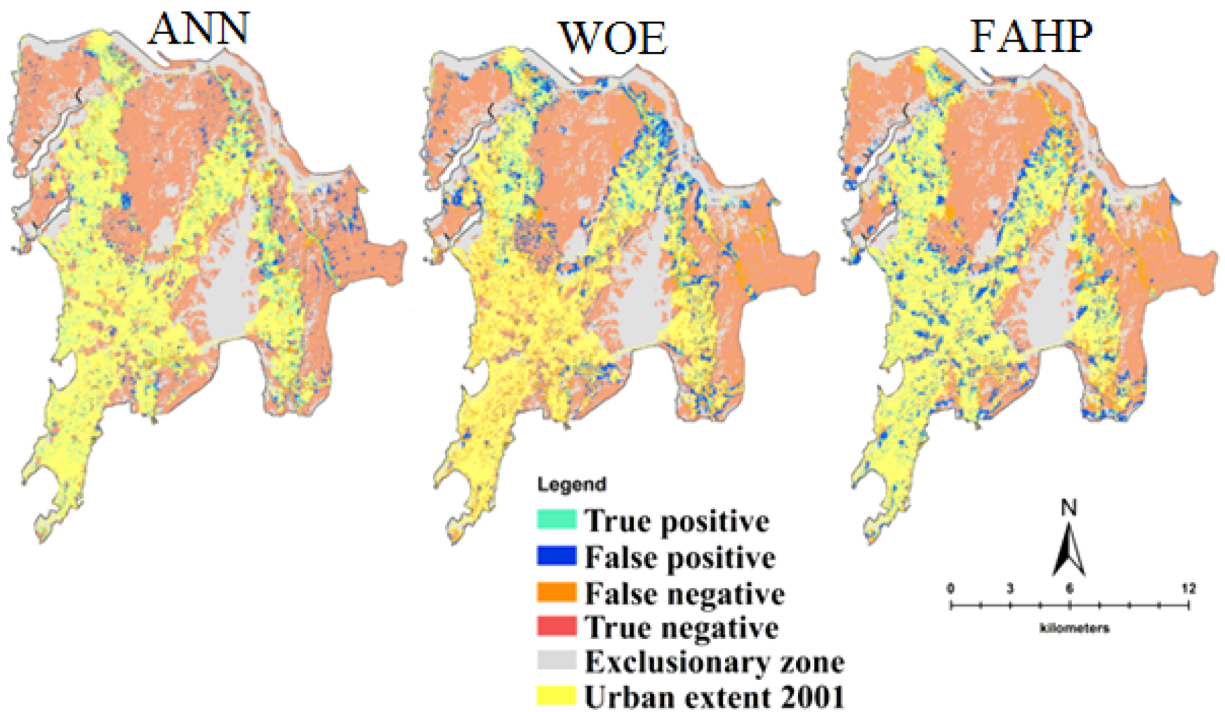 ANN
WOE
FAHP
Legend
True positive
False positive
False negative
True negative
Exclusionary zone
Urban extent 2001
N
0 3 6 12
kilometers